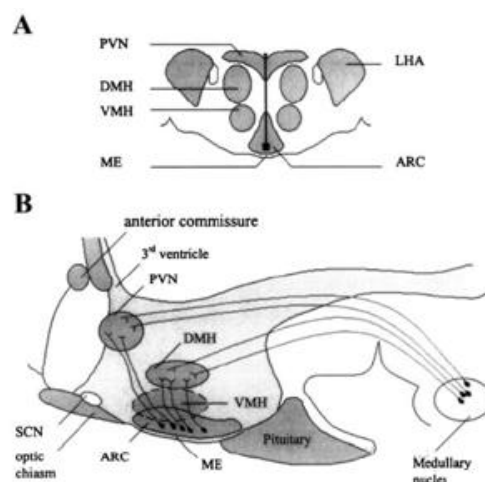 A
PVN
LHA
DMH
VMH
ME
ARC
B
anterior commissure
3rd ventricle
PVN
DMH
VMH
SCN
optic
chiasm
ARC
ME
Pituitary
Medullary